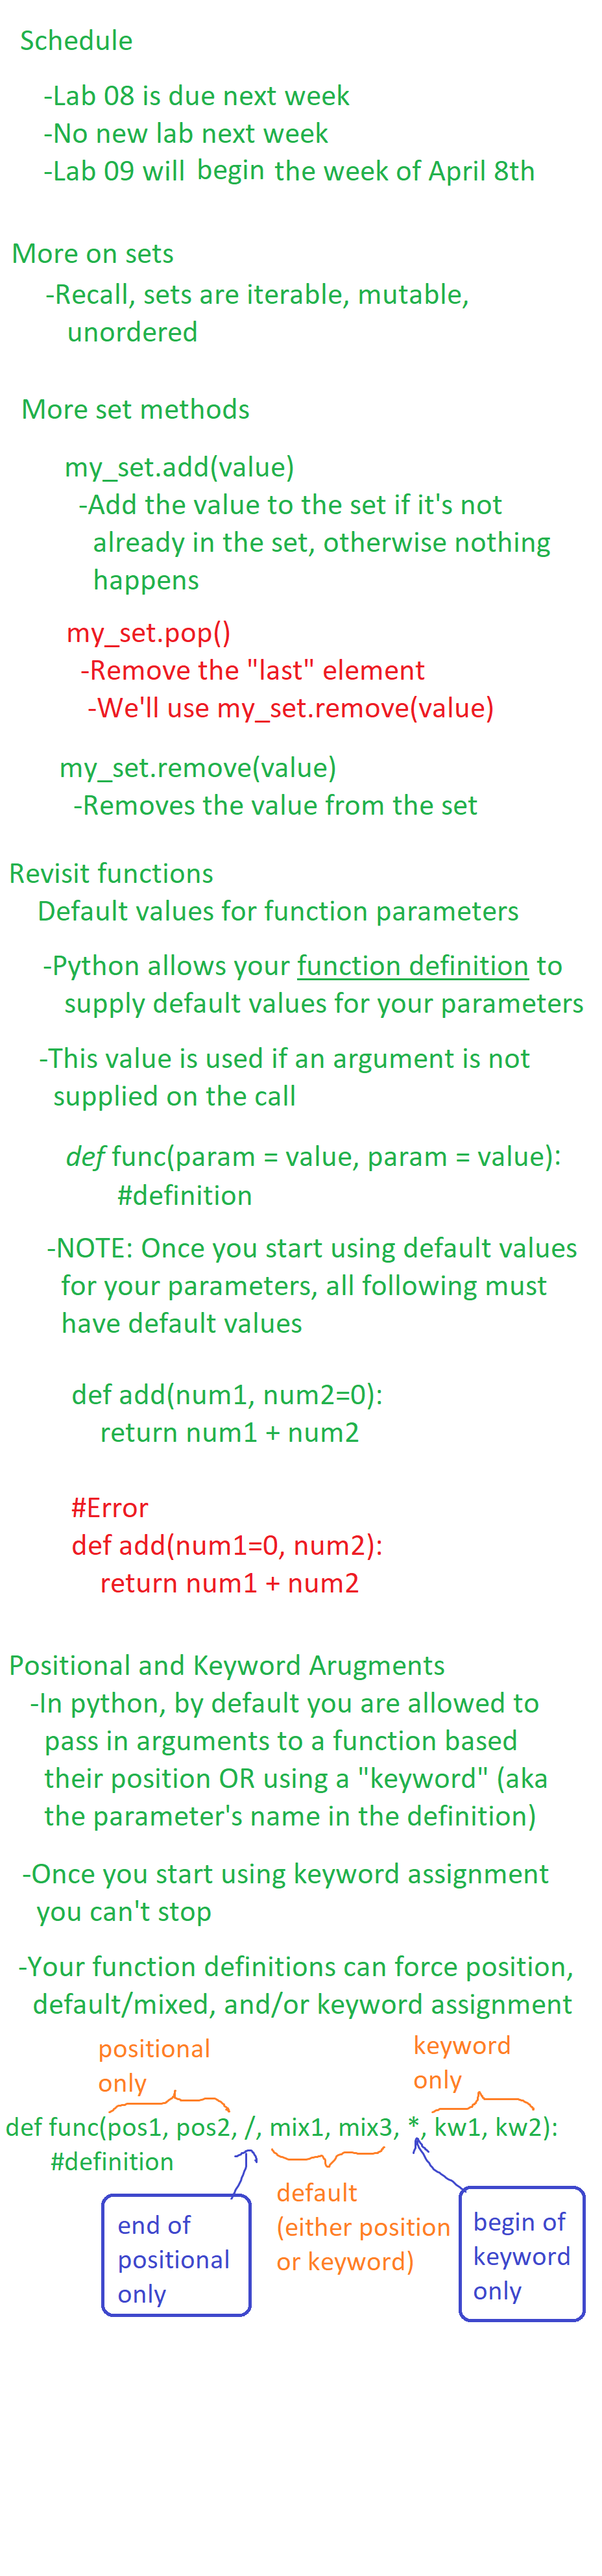 Schedule
-Lab 08 is due next week
-No new lab next week
-Lab 09 will begin the week of April 8th
More on sets
-Recall, sets are iterable, mutable,
unordered
More set methods
my_set.add(value)
-Add the value to the set if it's not
already in the set, otherwise nothing
happens
my_set.pop()
-Remove the "last" element
-We'll use my_set.remove(value)
my_set.remove(value)
-Removes the value from the set
Revisit functions
Default values for function parameters
-Python allows your function definition to
supply default values for your parameters
-This value is used if an argument is not
supplied on the call
def func(param = value, param = value):
#definition
-NOTE: Once you start using default values
for your parameters, all following must
have default values
def add(num1, num2=0):
return num1 + num2
#Error
def add(num1=0, num2):
return num1 + num2
Positional and Keyword Arugments
-In python, by default you are allowed to
pass in arguments to a function based
their position OR using a "keyword" (aka
the parameter's name in the definition)
-Once you start using keyword assignment
you can't stop
-Your function definitions can force position,
default/mixed, and/or keyword assignment
positional
only
keyword
only
def func(pos1, pos2, /, mix1, mix3, *, kw1, kw2):
#definition
end of
positional
only
default
(either position
or keyword)
begin of
keyword
only